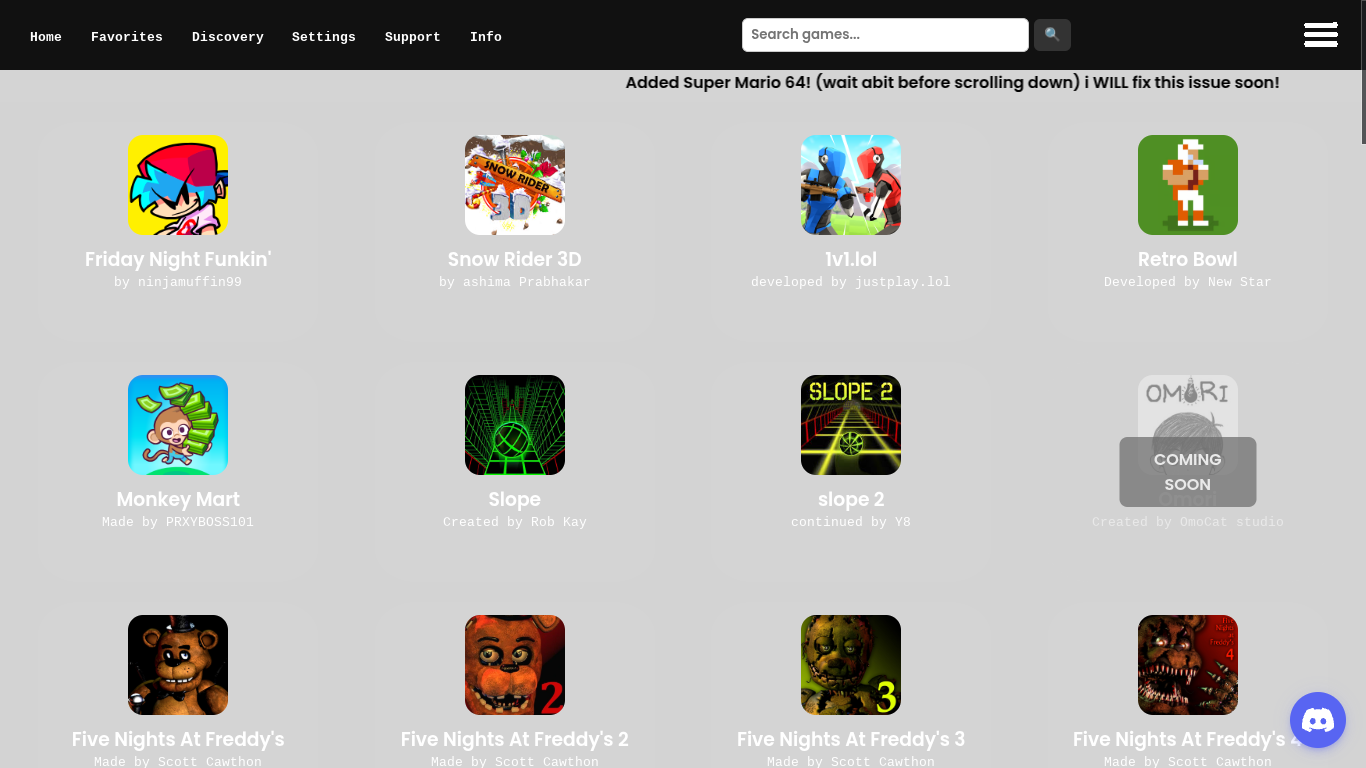 Home Favorites Discovery Settings Support Info
Search games...
Added Super Mario 64! (wait abit before scrolling down) i WILL fix this issue soon!
SNOW RIDER
3D
Friday Night Funkin'
by ninjamuffin99
Snow Rider 3D
by ashima Prabhakar
1v1.lol
developed by justplay.lol
Retro Bowl
Developed by New Star
SLOPE 2
OMORI
COMING
SOON
Monkey Mart
Made by PRXYBOSS101
Slope
Created by Rob Kay
slope 2
continued by Y8
Omori
Created by OmoCat studio
2
3
Five Nights at Freddy's
4
Five Nights At Freddy's
Made by Scott Cawthon
Five Nights At Freddy's 2
Made by Scott Cawthon
Five Nights At Freddy's 3
Made by Scott Cawthon
Five Nights At Freddy's 4
Made by Scott Cawthon